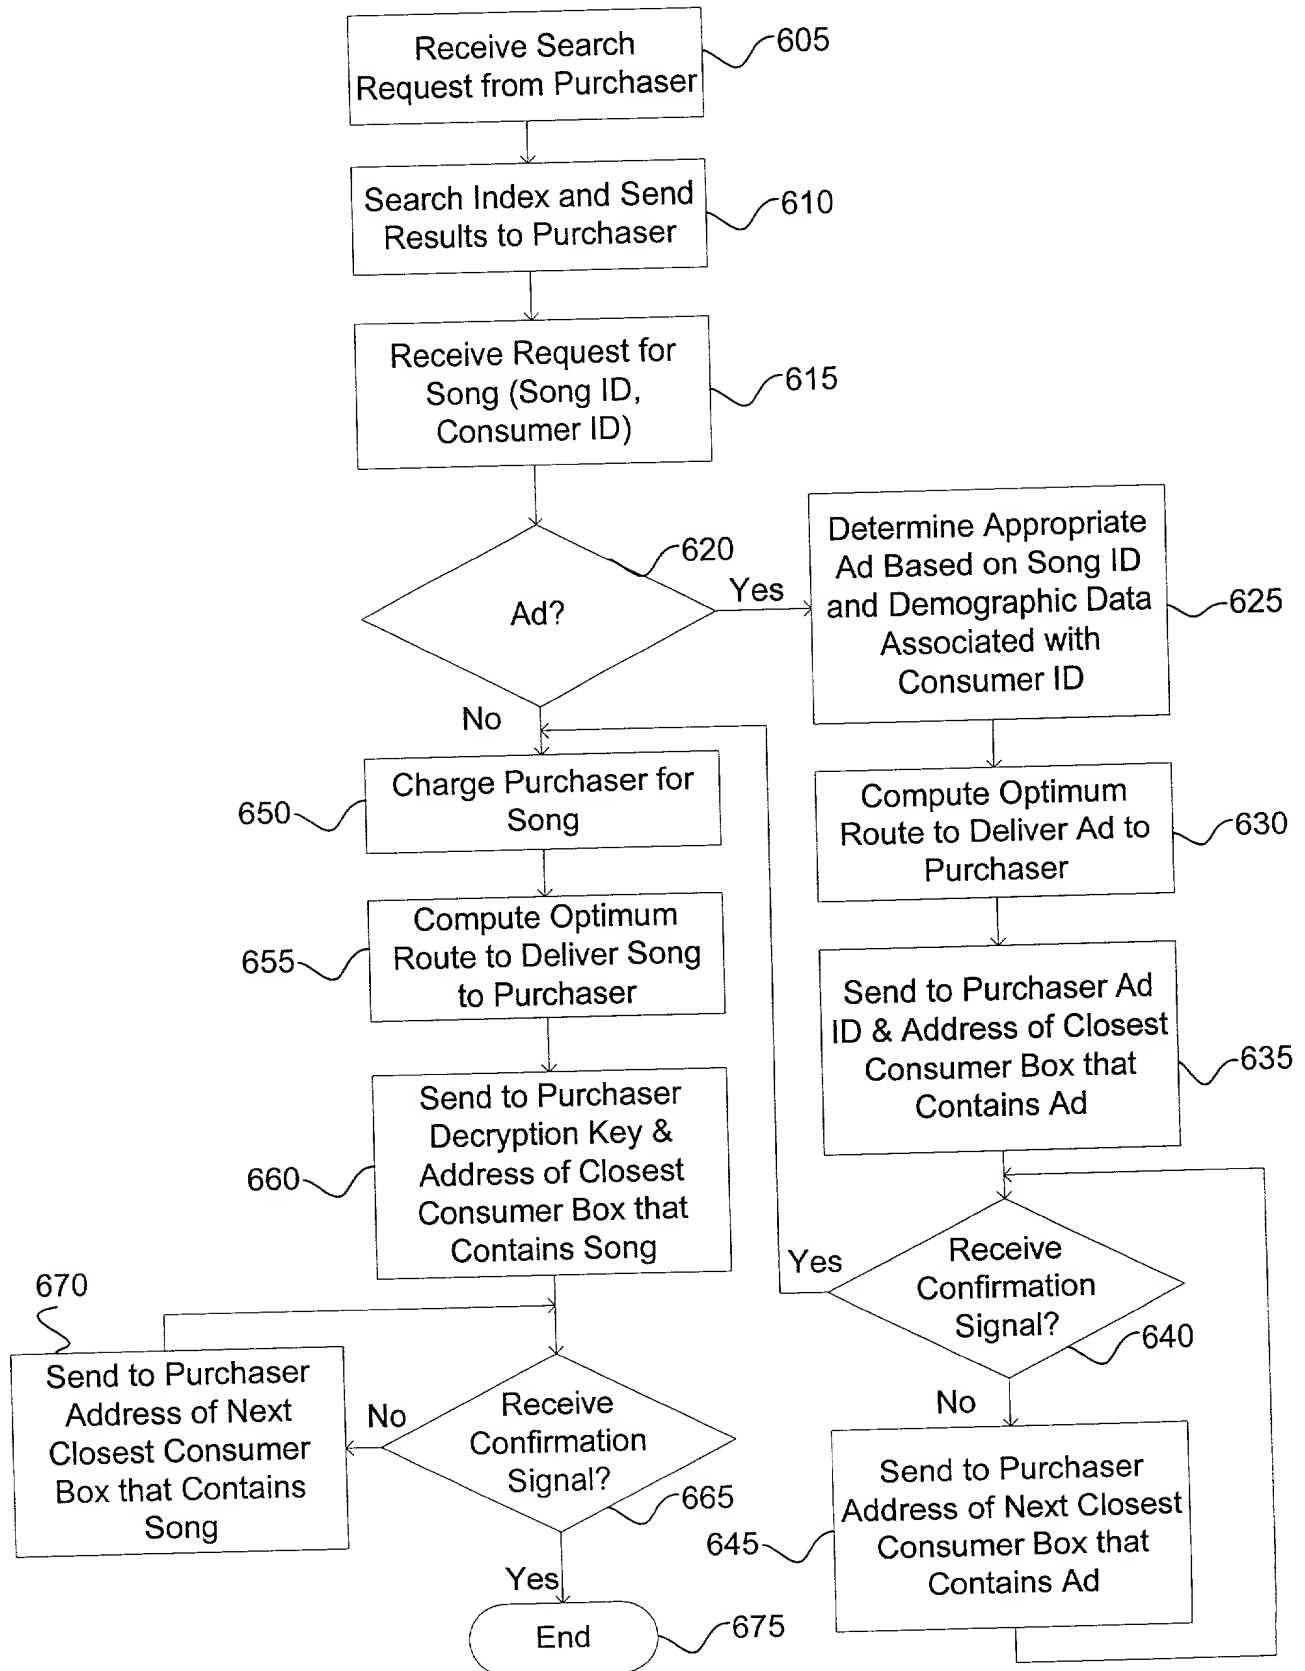 Receive Search
Request from Purchaser
605
Search Index and Send
Results to Purchaser
610
Receive Request for
Song (Song ID,
Consumer ID)
615
Ad?
620
Yes
No
Determine Appropriate
Ad Based on Song ID
and Demographic Data
Associated with
Consumer ID
625
Compute Optimum
Route to Deliver Ad to
Purchaser
630
Send to Purchaser Ad
ID & Address of Closest
Consumer Box that
Contains Ad
635
Receive
Confirmation
Signal?
640
Yes
No
Send to Purchaser
Address of Next Closest
Consumer Box that
Contains Ad
645
Charge Purchaser for
Song
650
Compute Optimum
Route to Deliver Song
to Purchaser
655
Send to Purchaser
Decryption Key &
Address of Closest
Consumer Box that
Contains Song
660
Receive
Confirmation
Signal?
665
No
Yes
Send to Purchaser
Address of Next
Closest Consumer
Box that Contains
Song
670
End
675